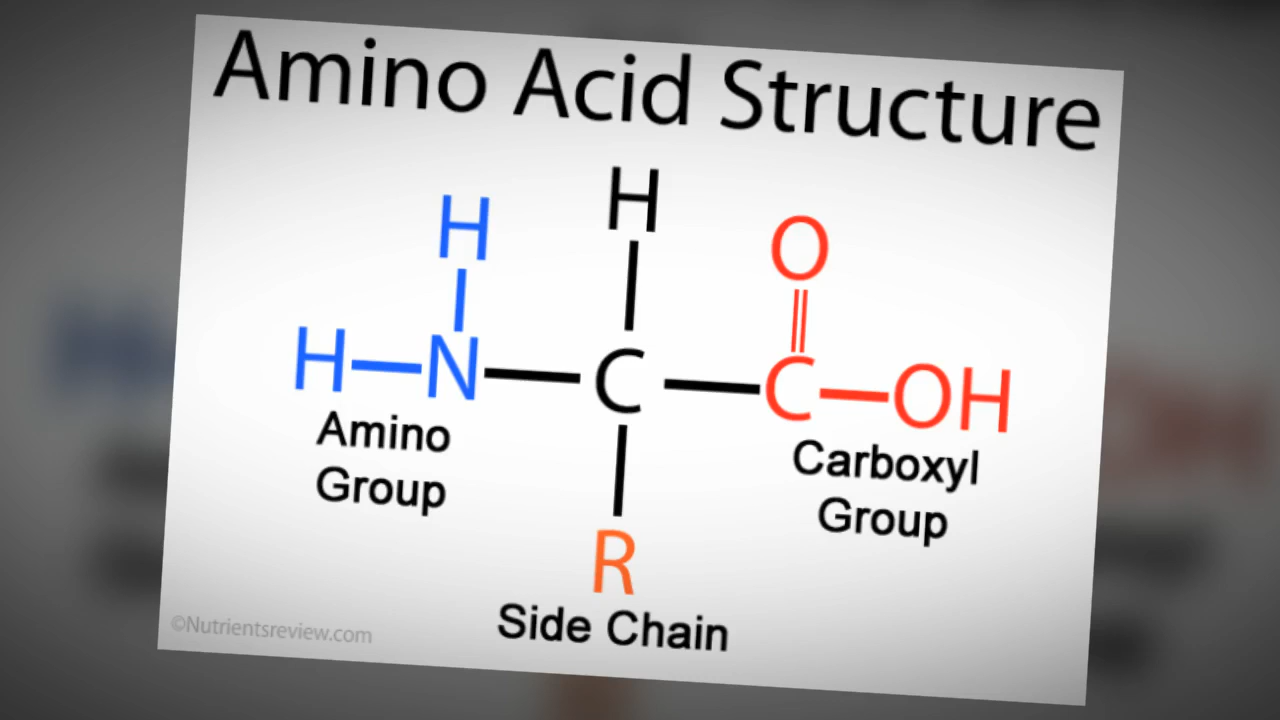 Amino Acid Structure
H
H
O
H N C C OH
Amino
Group
Carboxyl
Group
R
Side Chain
©Nutrientsreview.com